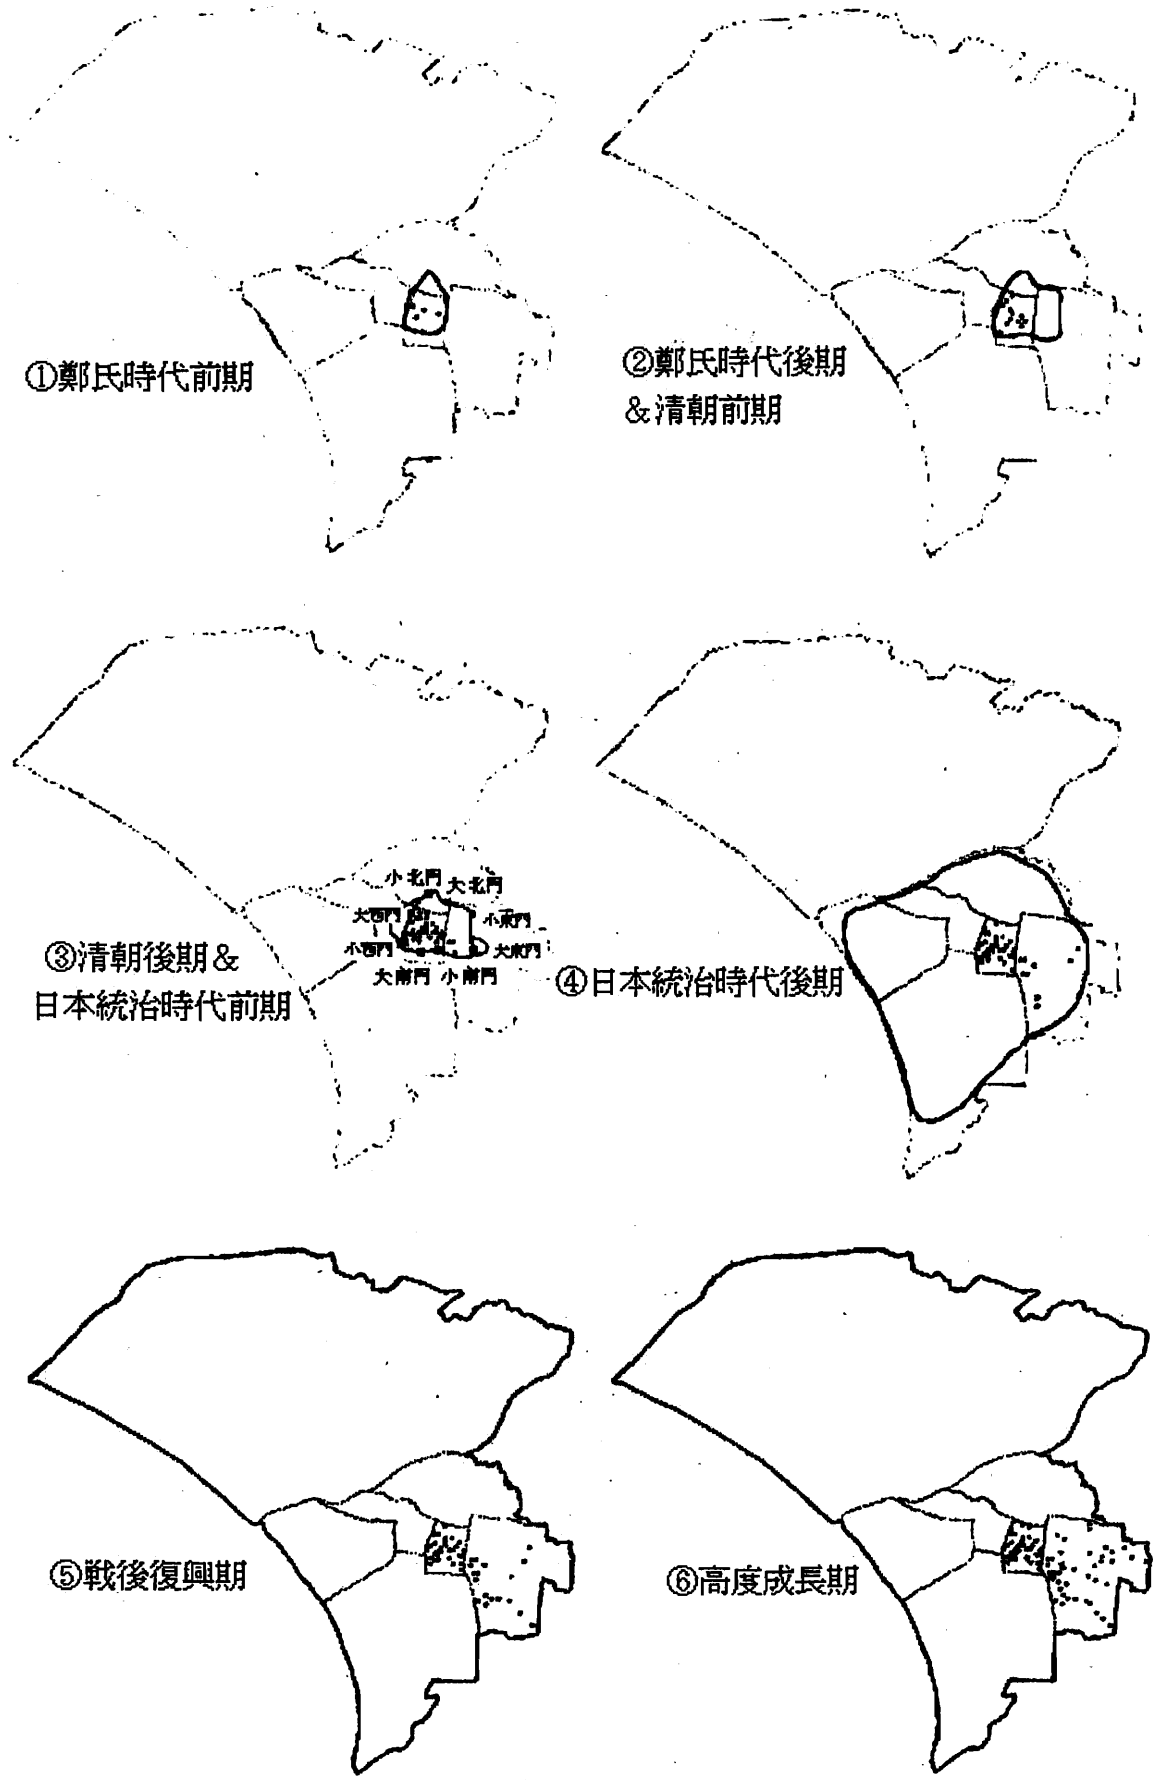 ①鄭氏時代前期
②鄭氏時代後期
&清朝前期
小北門 大北門
大西門 小東門
小西門 大東門
大南門 小南門
③清朝後期&
日本統治時代前期
④日本統治時代後期
⑤戦後復興期
⑥高度成長期